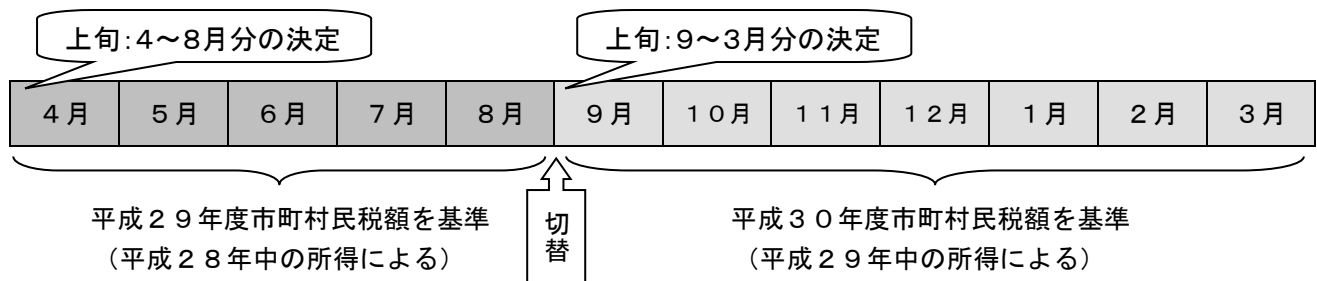 上旬:4～8月分の決定
上旬:9～3月分の決定
4月 5月 6月 7月 8月 9月 10月 11月 12月 1月 2月 3月
平成29年度市町村民税額を基準
（平成28年中の所得による）
切替
平成30年度市町村民税額を基準
（平成29年中の所得による）